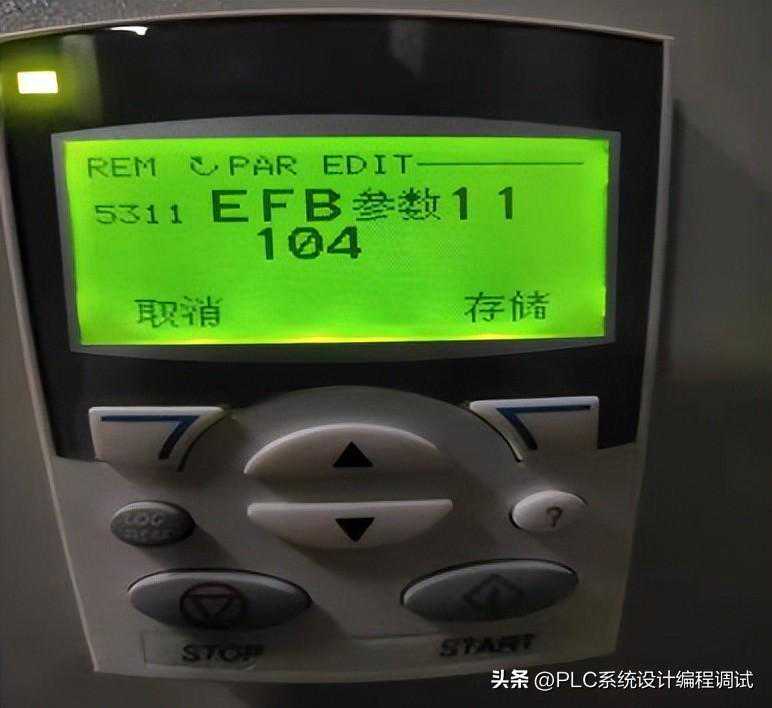 REM ↻PAR EDIT
5311 EFB参数11
104
取消 存储
LOC
REM
?
STOP START
头条 @PLC系统设计编程调试